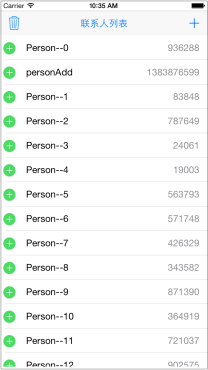 Carrier 10:35 AM
联系人列表
Person--0 936288
personAdd 1383876599
Person--1 83848
Person--2 787649
Person--3 24061
Person--4 19003
Person--5 563793
Person--6 571748
Person--7 426329
Person--8 343582
Person--9 871390
Person--10 364919
Person--11 721037
Person--12 902575